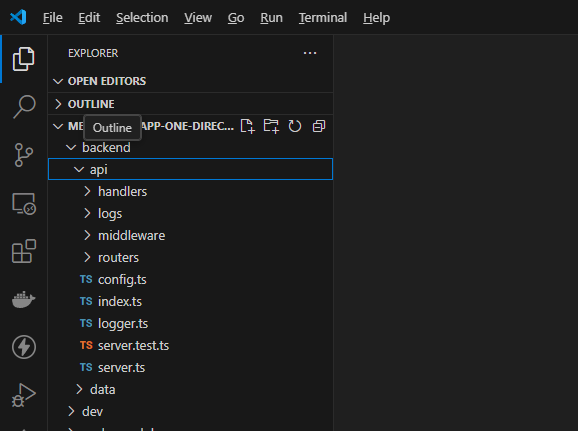 File Edit Selection View Go Run Terminal Help
EXPLORER ...
OPEN EDITORS
OUTLINE
Outline
APP-ONE-DIREC...
backend
api
handlers
logs
middleware
routers
TS config.ts
TS index.ts
TS logger.ts
TS server.test.ts
TS server.ts
data
dev